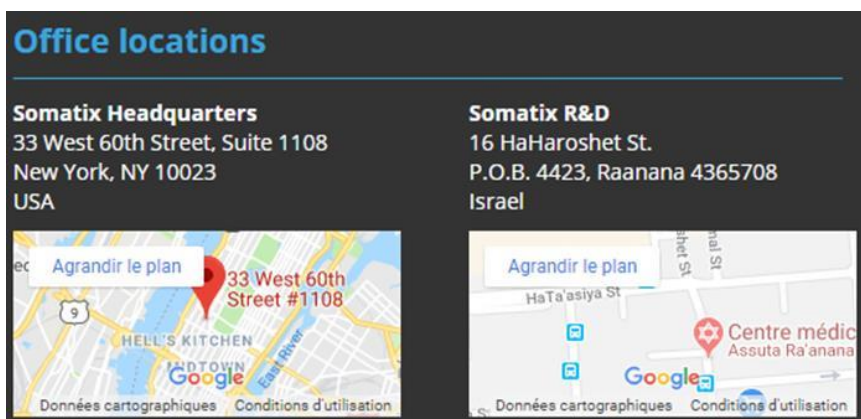 Office locations
Somatix Headquarters
33 West 60th Street, Suite 1108
New York, NY 10023
USA
Agrandir le plan
33 West 60th
Street #1108
9
HELL'S KITCHEN
MIDTOWN
Google
East River
Données cartographiques Conditions d'utilisation
Somatix R&D
16 HaHaroshet St.
P.O.B. 4423, Raanana 4365708
Israel
Agrandir le plan
HaTa'asiya St
Centre médic
Assuta Ra'anana
Google
Données cartographiques Conditions d'utilisation